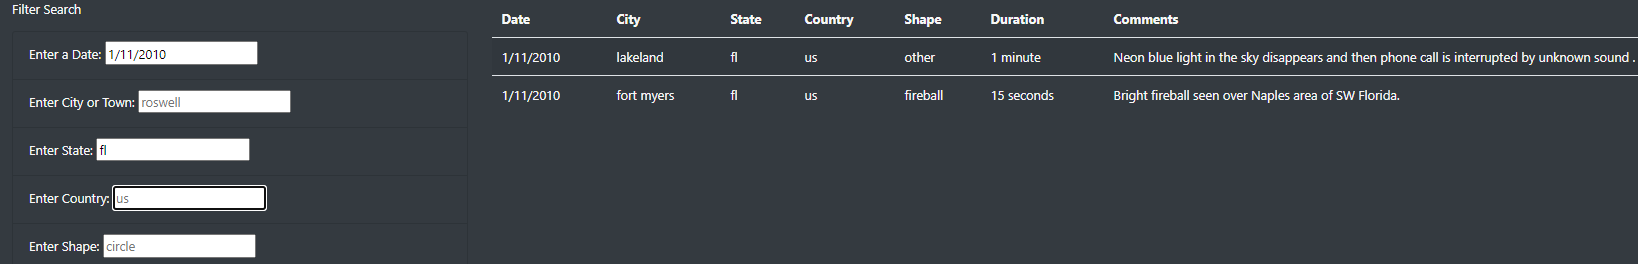 Filter Search
Enter a Date: 1/11/2010
Enter City or Town: roswell
Enter State: fl
Enter Country: us
Enter Shape: circle
Date City State Country Shape Duration Comments
1/11/2010 lakeland fl us other 1 minute Neon blue light in the sky disappears and then phone call is interrupted by unknown sound .
1/11/2010 fort myers fl us fireball 15 seconds Bright fireball seen over Naples area of SW Florida.